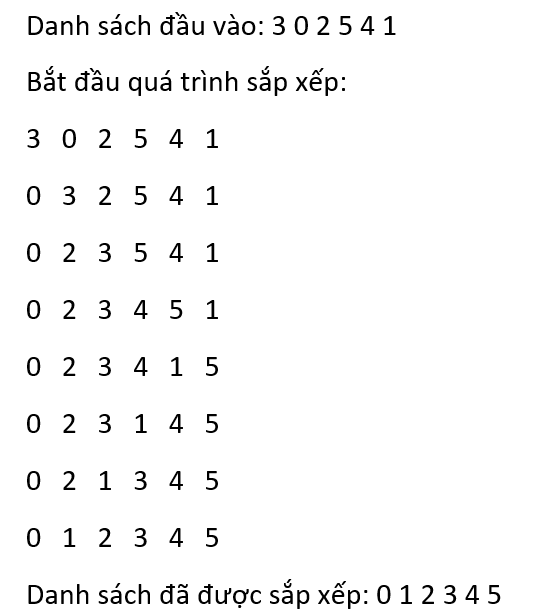 Danh sách đầu vào: 3 0 2 5 4 1
Bắt đầu quá trình sắp xếp:
3 0 2 5 4 1
0 3 2 5 4 1
0 2 3 5 4 1
0 2 3 4 5 1
0 2 3 4 1 5
0 2 3 1 4 5
0 2 1 3 4 5
0 1 2 3 4 5
Danh sách đã được sắp xếp: 0 1 2 3 4 5